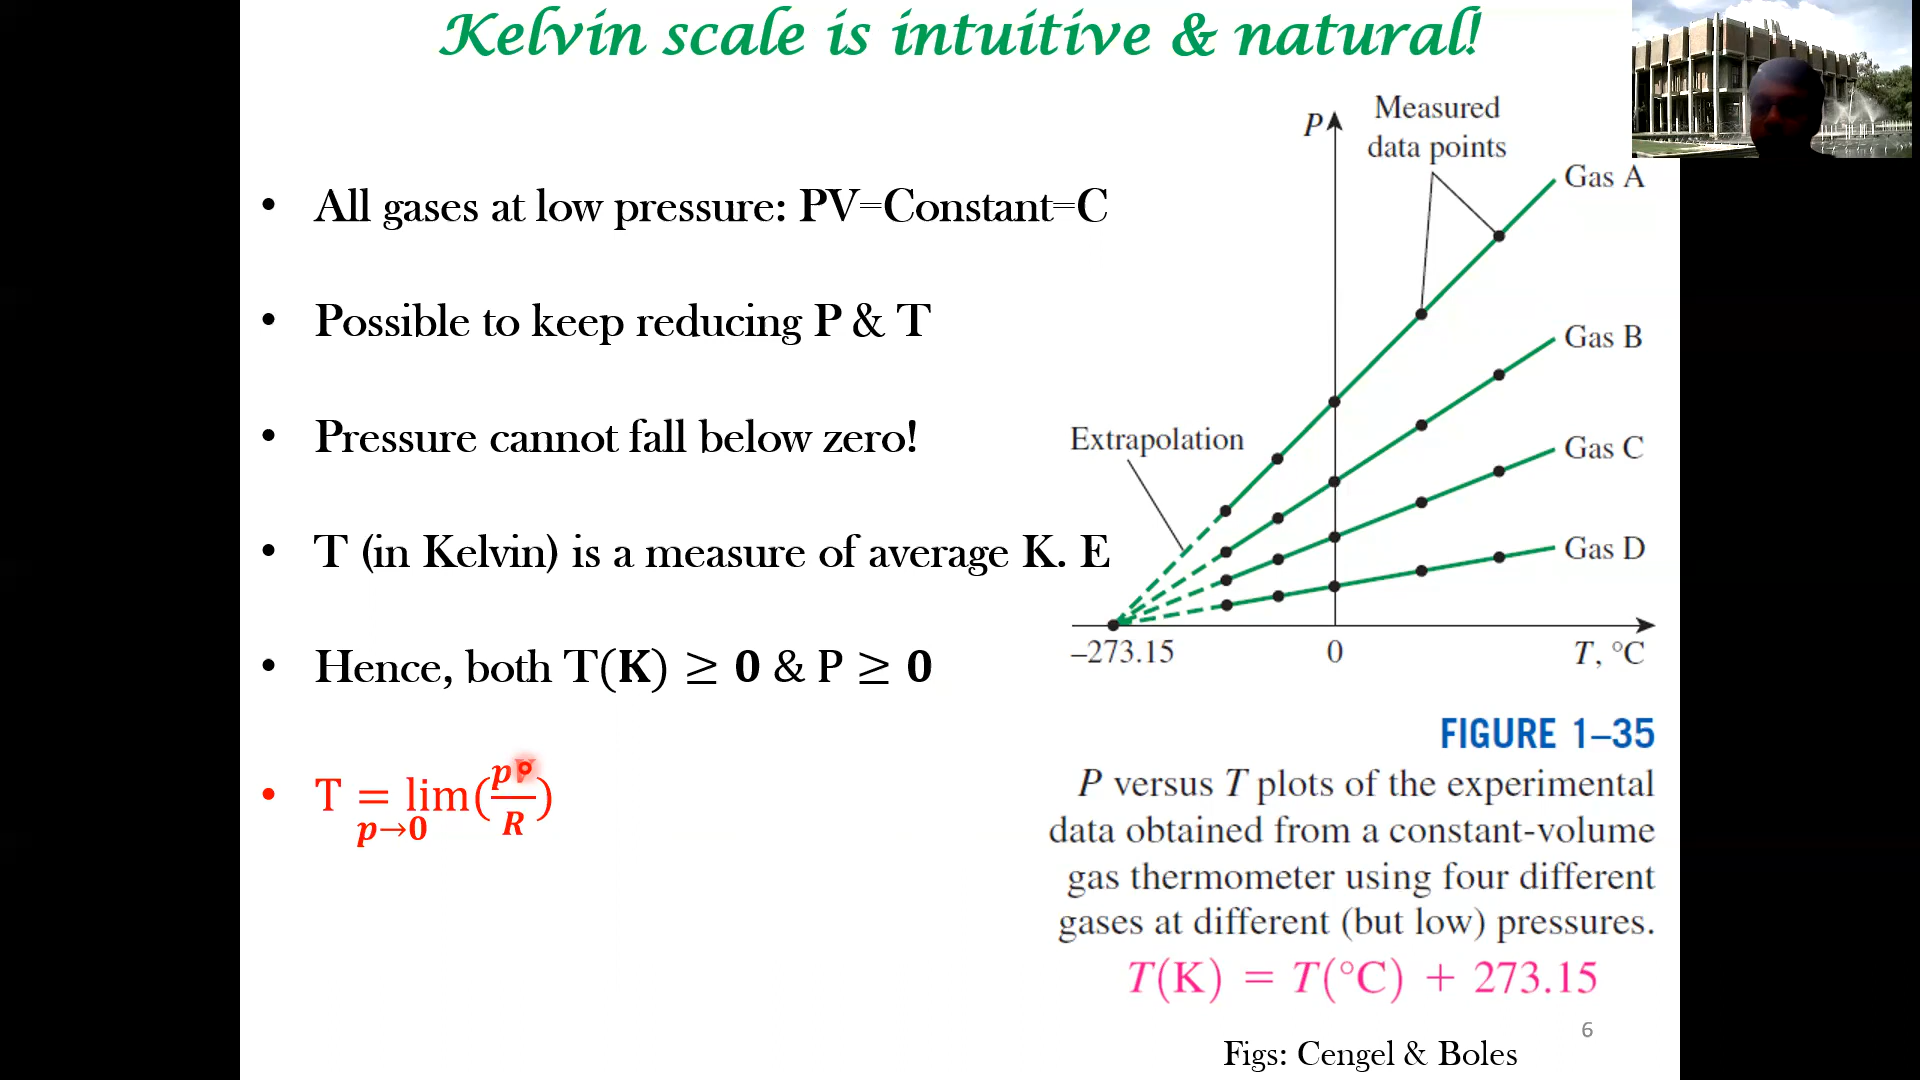 Kelvin scale is intuitive & natural!
• All gases at low pressure: PV=Constant=C
• Possible to keep reducing P & T
• Pressure cannot fall below zero!
• T (in Kelvin) is a measure of average K. E
• Hence, both T(K) ≥ 0 & P ≥ 0
• T = lim(p/R)
p→0
P
Measured
data points
Gas A
Gas B
Gas C
Gas D
Extrapolation
–273.15
0
T, °C
FIGURE 1–35
P versus T plots of the experimental
data obtained from a constant-volume
gas thermometer using four different
gases at different (but low) pressures.
T(K) = T(°C) + 273.15
6
Figs: Cengel & Boles